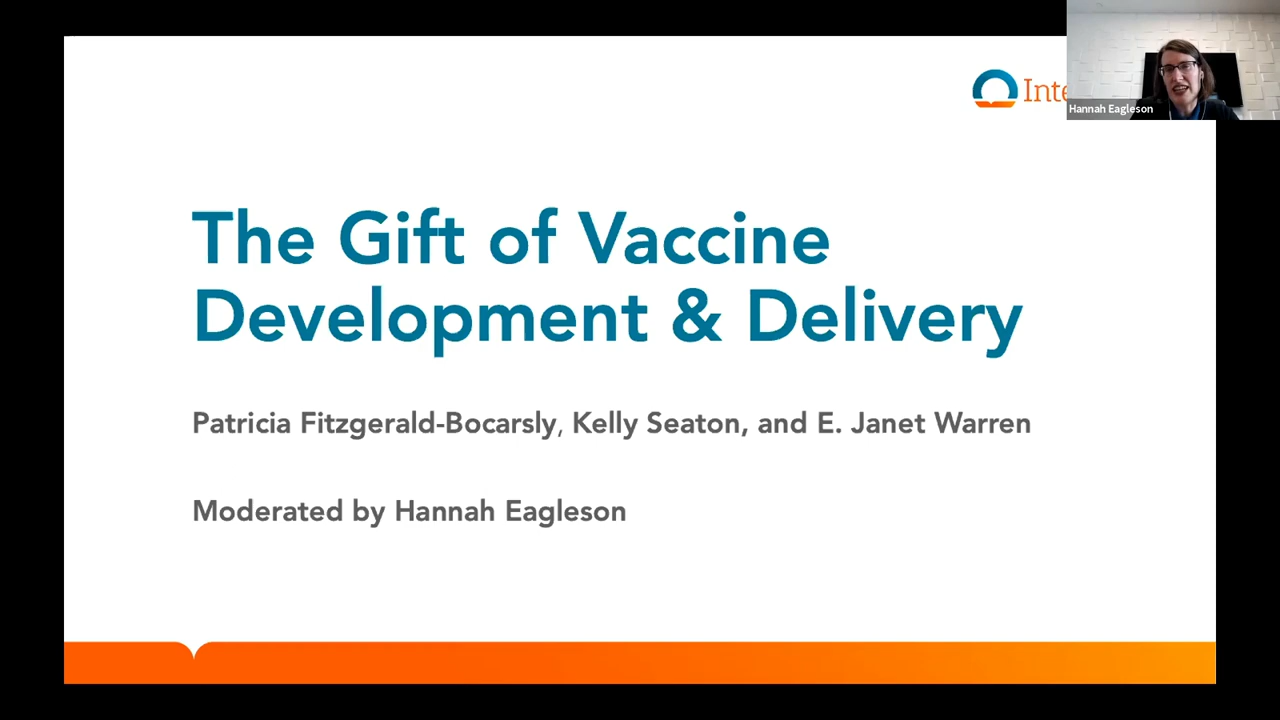 Hannah Eagleson
The Gift of Vaccine
Development & Delivery
Patricia Fitzgerald-Bocarsly, Kelly Seaton, and E. Janet Warren
Moderated by Hannah Eagleson